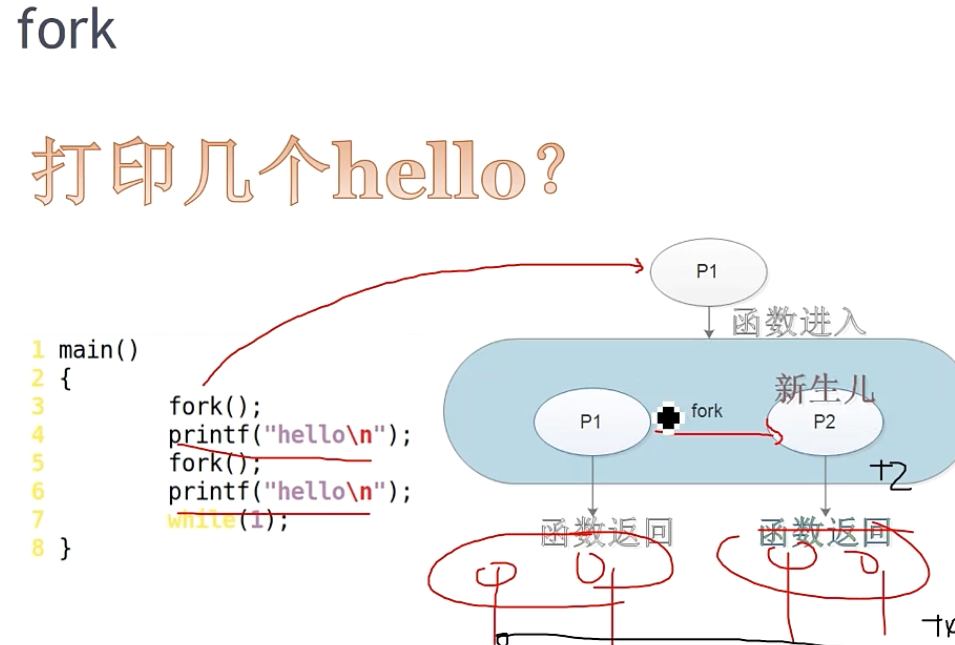 fork
打印几个hello?
P1
函数进入
1 main()
2 {
3 fork();
4 printf("hello\n");
5 fork();
6 printf("hello\n");
7 while(1);
8 }
新生儿
P1
fork
P2
+2
函数返回
函数返回